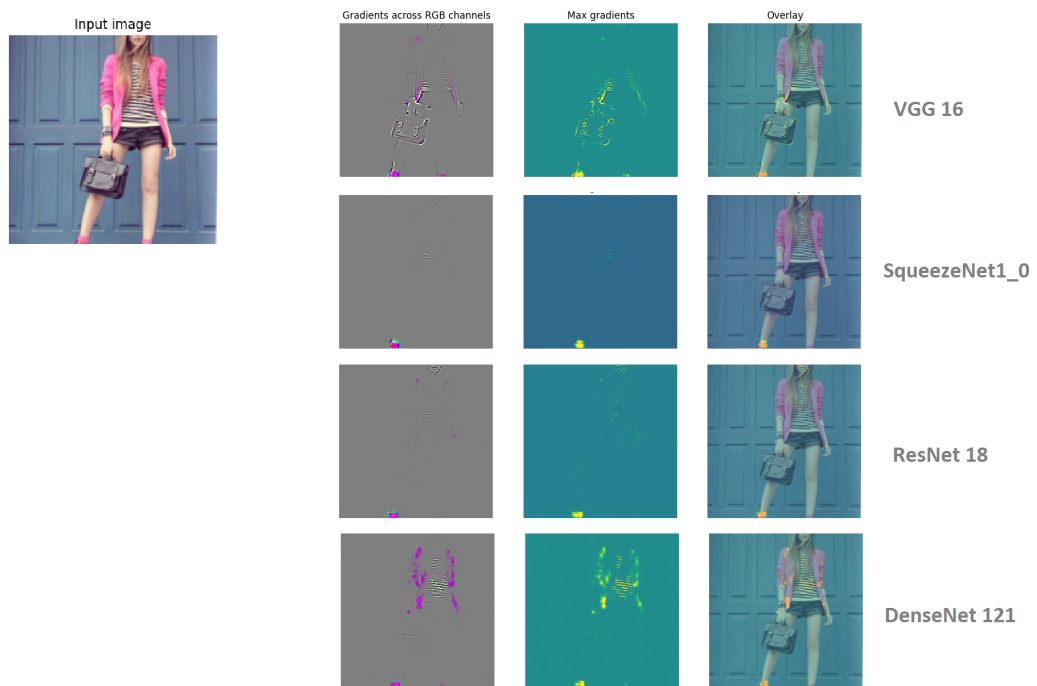 Input image
Gradients across RGB channels
Max gradients
Overlay
VGG 16
SqueezeNet1_0
ResNet 18
DenseNet 121